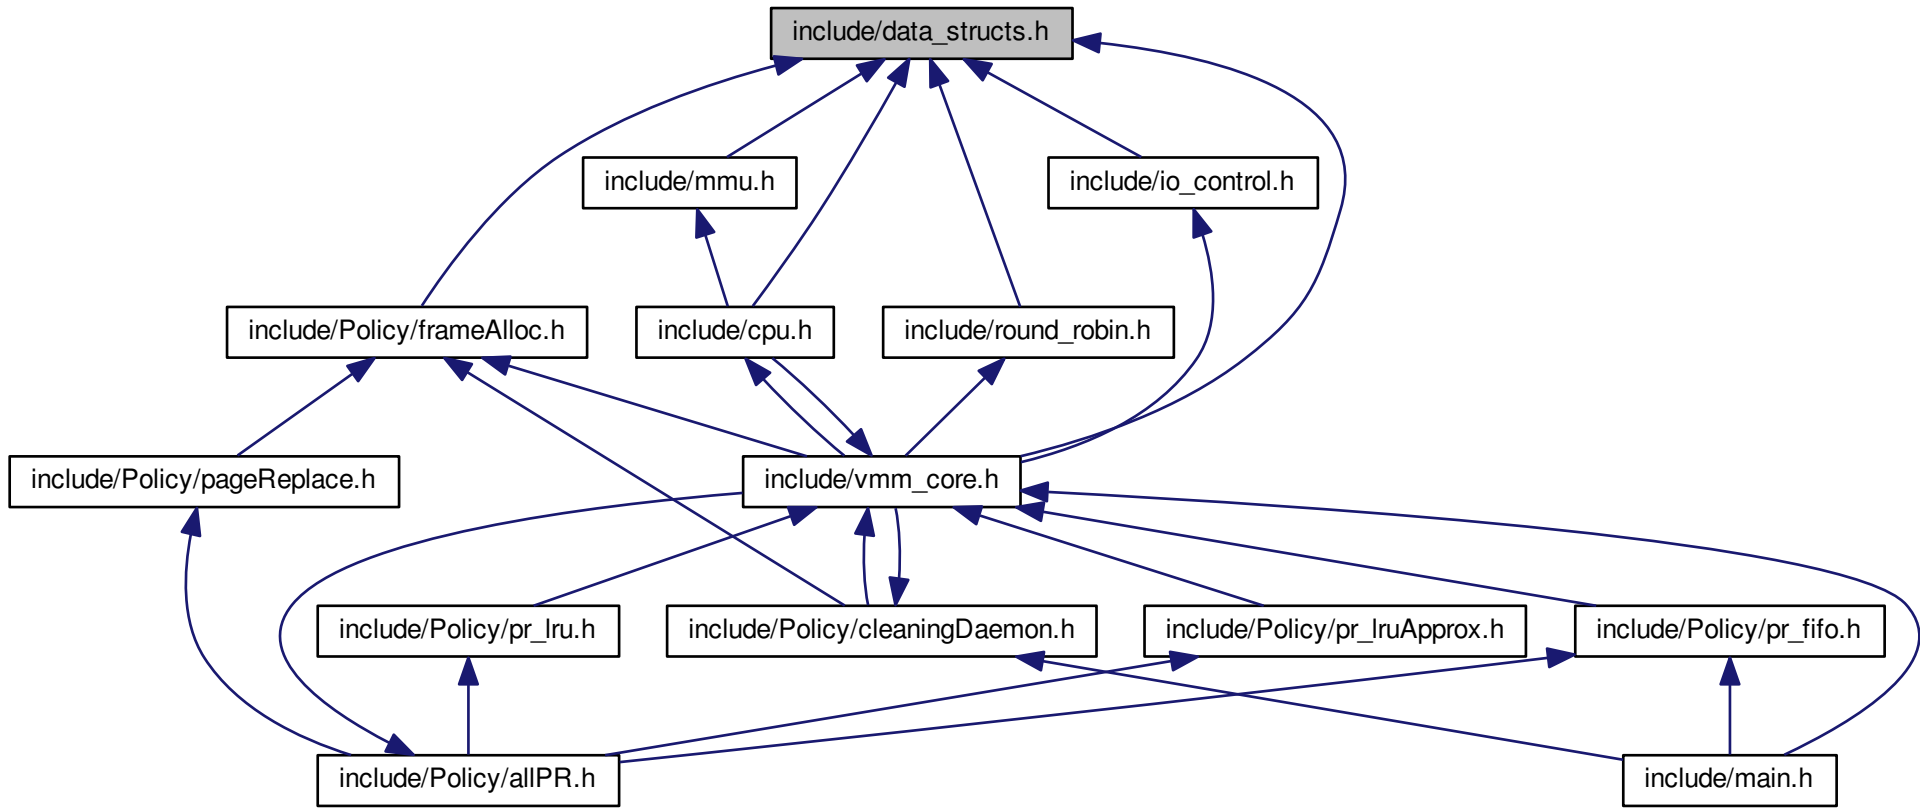 include/data_structs.h
include/mmu.h
include/io_control.h
include/Policy/frameAlloc.h
include/cpu.h
include/round_robin.h
include/Policy/pageReplace.h
include/vmm_core.h
include/Policy/pr_lru.h
include/Policy/cleaningDaemon.h
include/Policy/pr_lruApprox.h
include/Policy/pr_fifo.h
include/Policy/allPR.h
include/main.h